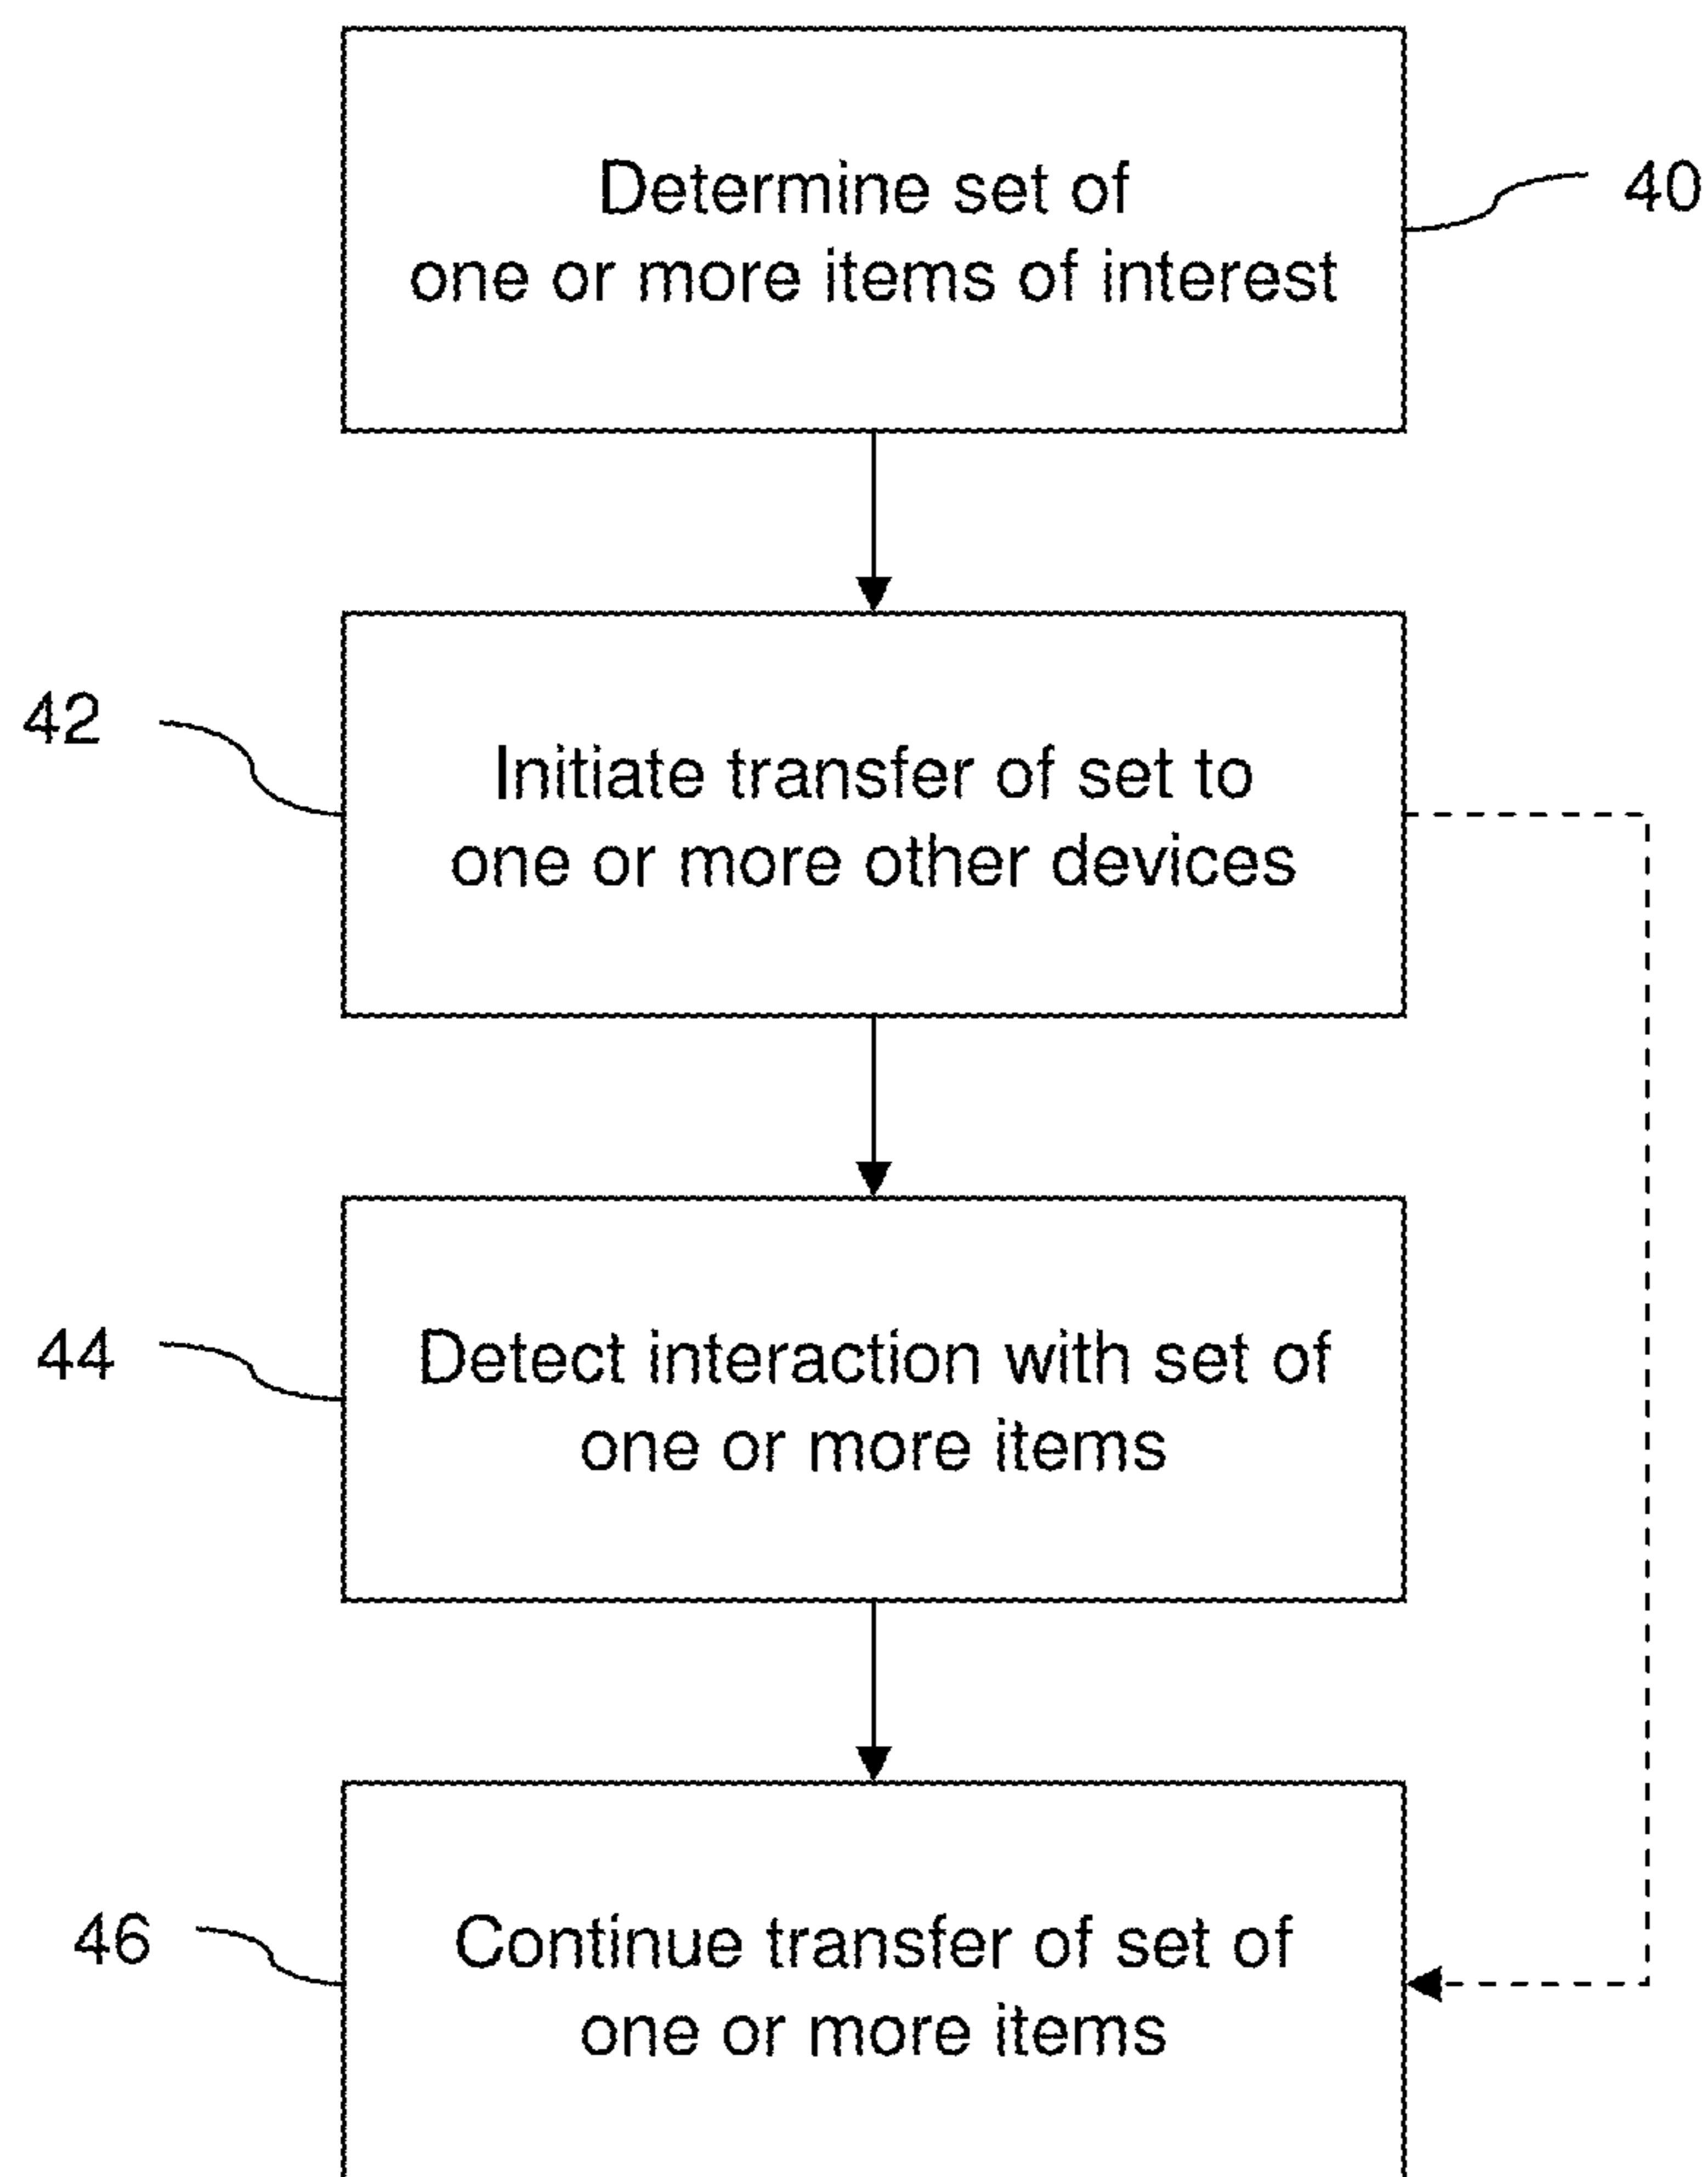 Determine set of
one or more items of interest
40
42
Initiate transfer of set to
one or more other devices
44
Detect interaction with set of
one or more items
46
Continue transfer of set of
one or more items